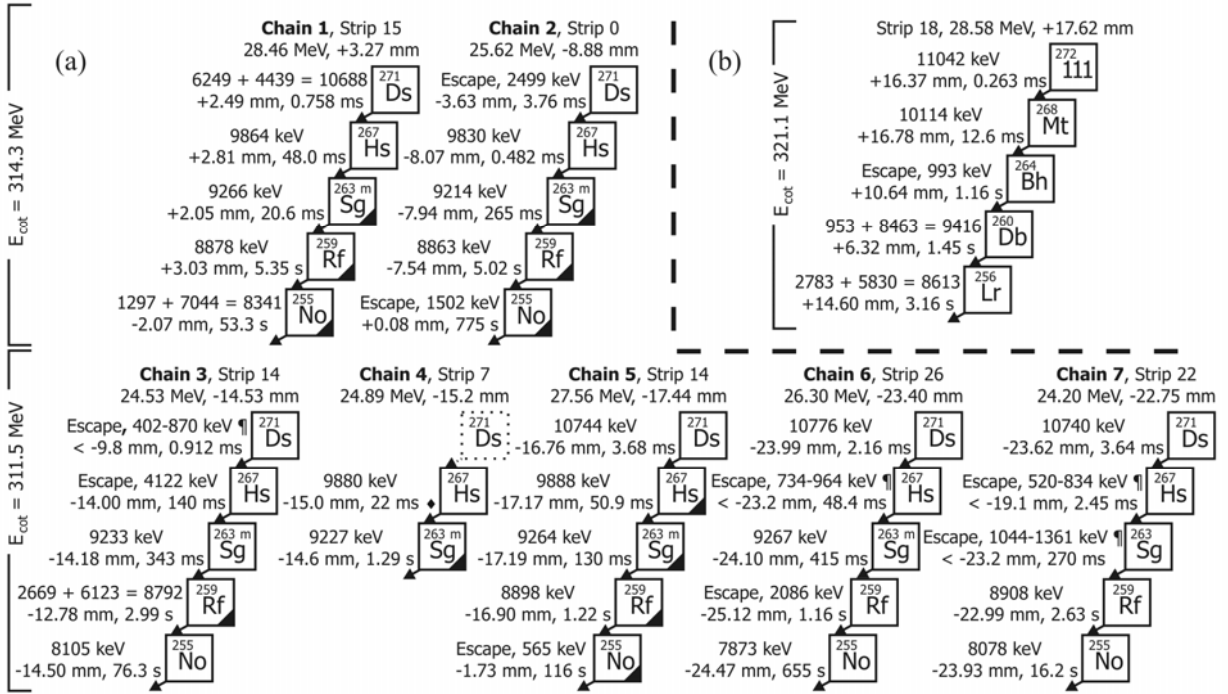 E_cot = 314.3 MeV
(a)
Chain 1, Strip 15
28.46 MeV, +3.27 mm
6249 + 4439 = 10688
+2.49 mm, 0.758 ms
271 Ds
9864 keV
+2.81 mm, 48.0 ms
267 Hs
9266 keV
+2.05 mm, 20.6 ms
263 m Sg
8878 keV
+3.03 mm, 5.35 s
259 Rf
1297 + 7044 = 8341
-2.07 mm, 53.3 s
255 No
Chain 2, Strip 0
25.62 MeV, -8.88 mm
Escape, 2499 keV
-3.63 mm, 3.76 ms
271 Ds
9830 keV
-8.07 mm, 0.482 ms
267 Hs
9214 keV
-7.94 mm, 265 ms
263 m Sg
8863 keV
-7.54 mm, 5.02 s
259 Rf
Escape, 1502 keV
+0.08 mm, 775 s
255 No
(b)
E_cot = 321.1 MeV
Strip 18, 28.58 MeV, +17.62 mm
11042 keV
+16.37 mm, 0.263 ms
272 111
10114 keV
+16.78 mm, 12.6 ms
268 Mt
Escape, 993 keV
+10.64 mm, 1.16 s
264 Bh
953 + 8463 = 9416
+6.32 mm, 1.45 s
260 Db
2783 + 5830 = 8613
+14.60 mm, 3.16 s
256 Lr
E_cot = 311.5 MeV
Chain 3, Strip 14
24.53 MeV, -14.53 mm
Escape, 402-870 keV ¶
< -9.8 mm, 0.912 ms
271 Ds
Escape, 4122 keV
-14.00 mm, 140 ms
267 Hs
9233 keV
-14.18 mm, 343 ms
263 m Sg
2669 + 6123 = 8792
-12.78 mm, 2.99 s
259 Rf
8105 keV
-14.50 mm, 76.3 s
255 No
Chain 4, Strip 7
24.89 MeV, -15.2 mm
271 Ds
9880 keV
-15.0 mm, 22 ms ♦
267 Hs
9227 keV
-14.6 mm, 1.29 s
263 m Sg
Chain 5, Strip 14
27.56 MeV, -17.44 mm
10744 keV
-16.76 mm, 3.68 ms
271 Ds
9888 keV
-17.17 mm, 50.9 ms
267 Hs
9264 keV
-17.19 mm, 130 ms
263 m Sg
8898 keV
-16.90 mm, 1.22 s
259 Rf
Escape, 565 keV
-1.73 mm, 116 s
255 No
Chain 6, Strip 26
26.30 MeV, -23.40 mm
10776 keV
-23.99 mm, 2.16 ms
271 Ds
Escape, 734-964 keV ¶
< -23.2 mm, 48.4 ms
267 Hs
9267 keV
-24.10 mm, 415 ms
263 m Sg
Escape, 2086 keV
-25.12 mm, 1.16 s
259 Rf
7873 keV
-24.47 mm, 655 s
255 No
Chain 7, Strip 22
24.20 MeV, -22.75 mm
10740 keV
-23.62 mm, 3.64 ms
271 Ds
Escape, 520-834 keV ¶
< -19.1 mm, 2.45 ms
267 Hs
Escape, 1044-1361 keV ¶
< -23.2 mm, 270 ms
263 Sg
8908 keV
-22.99 mm, 2.63 s
259 Rf
8078 keV
-23.93 mm, 16.2 s
255 No